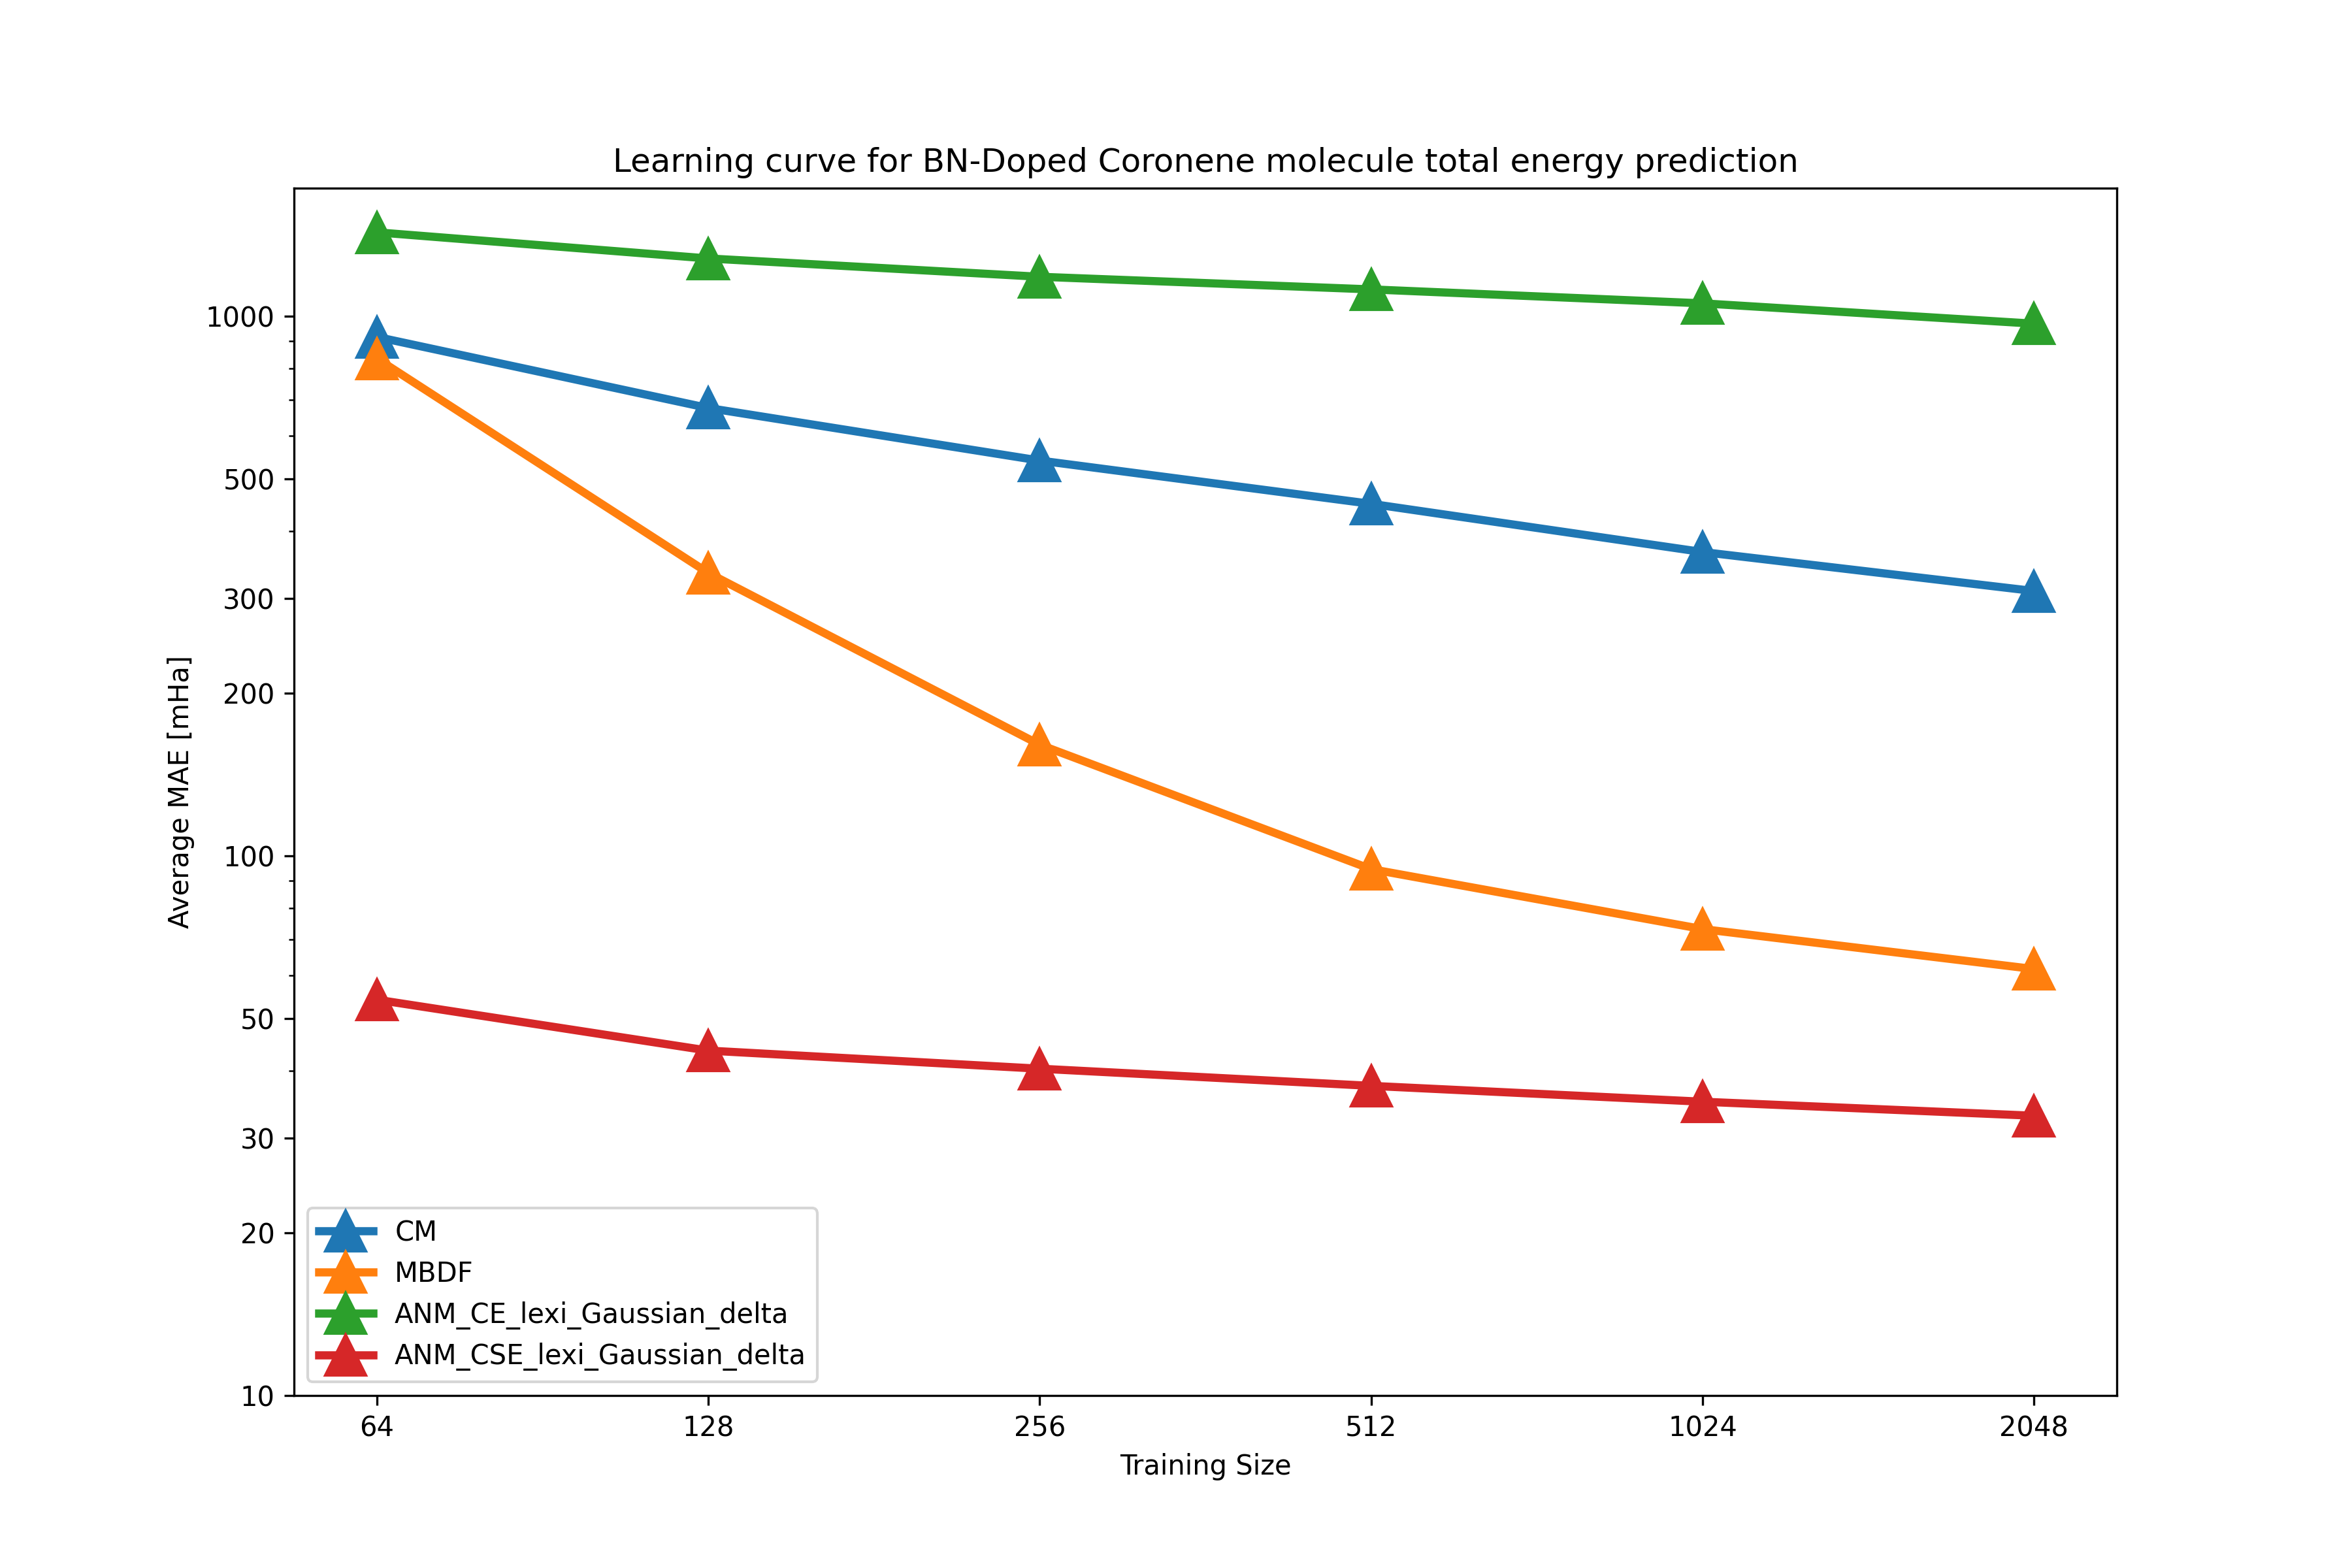 Learning curve for BN-Doped Coronene molecule total energy prediction
Average MAE [mHa]
1000
500
300
200
100
50
30
20
10
CM
MBDF
ANM_CE_lexi_Gaussian_delta
ANM_CSE_lexi_Gaussian_delta
64 128 256 512 1024 2048
Training Size